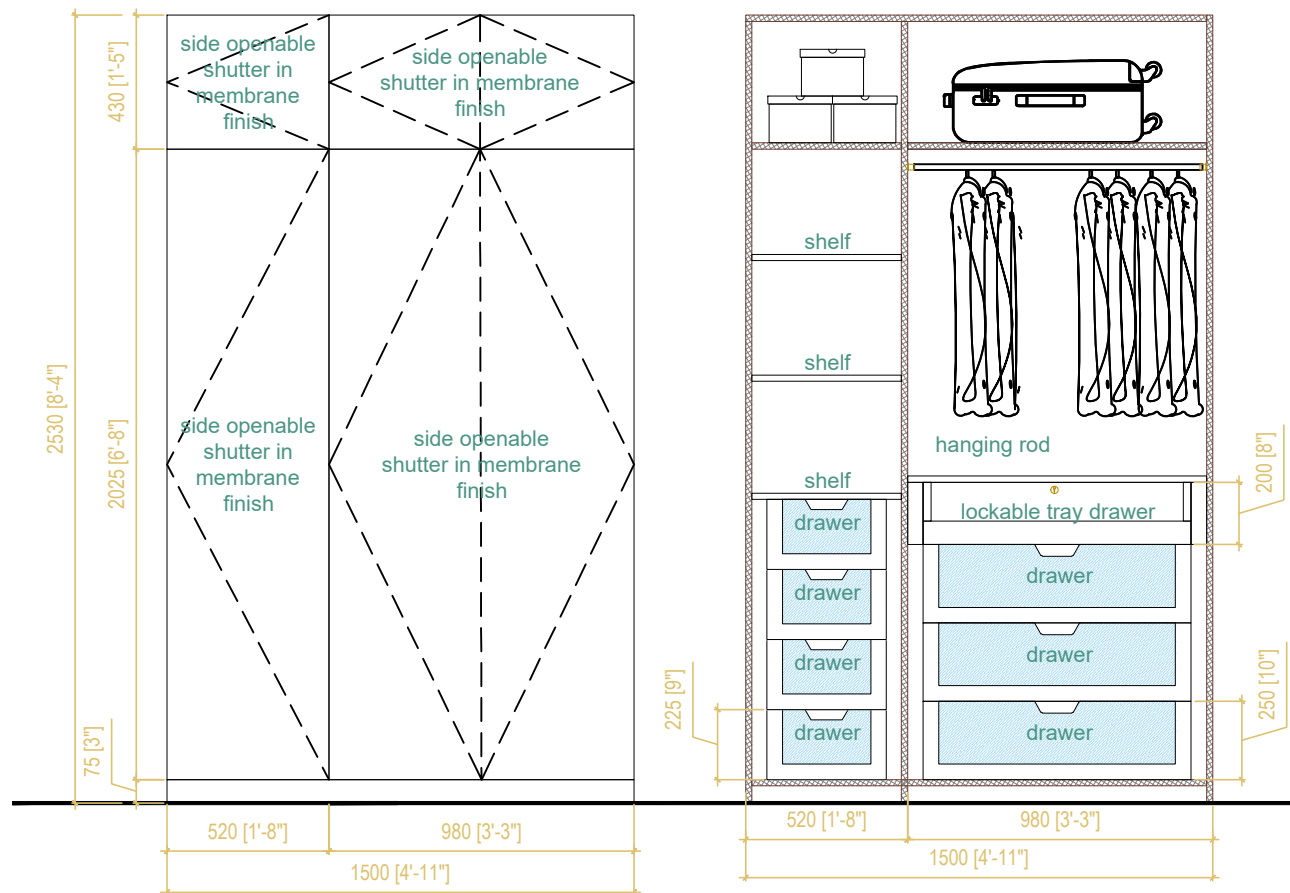 side openable
shutter in
membrane
finish
side openable
shutter in membrane
finish
430 [1'-5"]
2530 [8'-4"]
2025 [6'-8"]
side openable
shutter in
membrane
finish
side openable
shutter in membrane
finish
75 [3"]
520 [1'-8"]
980 [3'-3"]
1500 [4'-11"]
shelf
shelf
shelf
hanging rod
200 [8"]
lockable tray drawer
drawer
drawer
drawer
drawer
drawer
drawer
drawer
225 [9"]
250 [10"]
520 [1'-8"]
980 [3'-3"]
1500 [4'-11"]